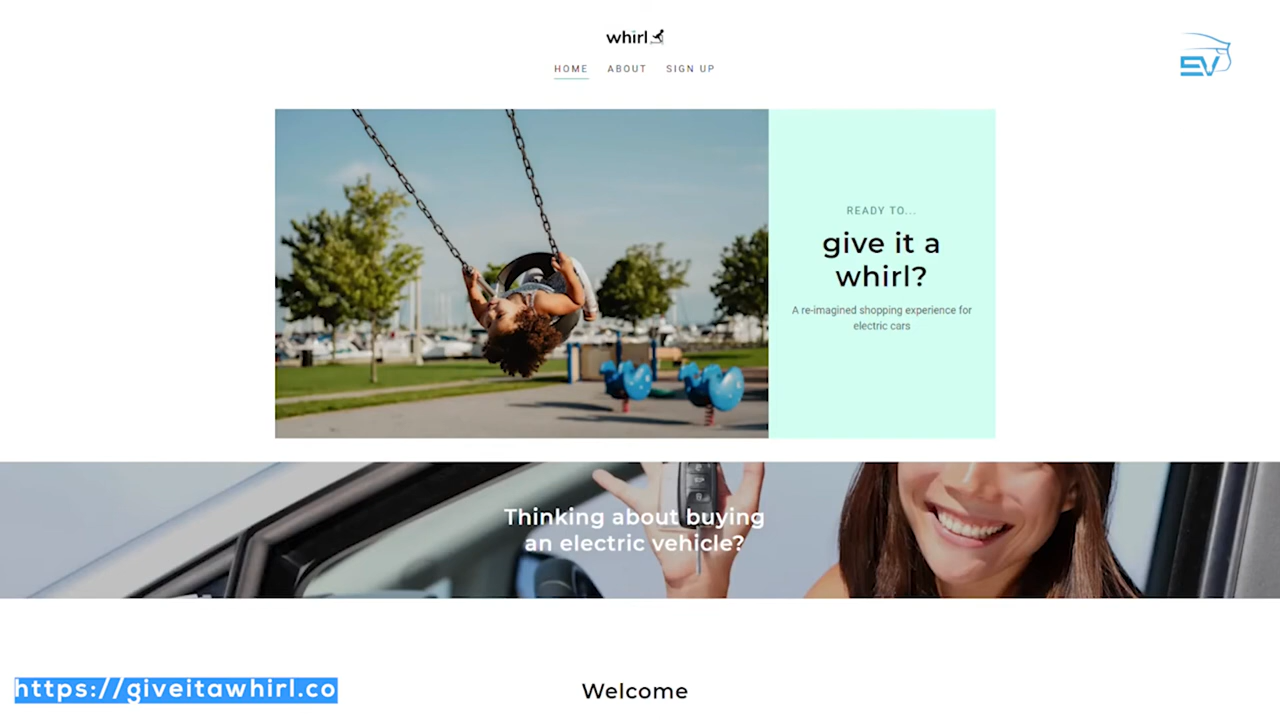 whirl
HOME ABOUT SIGN UP
EV
READY TO...
give it a
whirl?
A re-imagined shopping experience for
electric cars
Thinking about buying
an electric vehicle?
Welcome
https://giveitawhirl.co